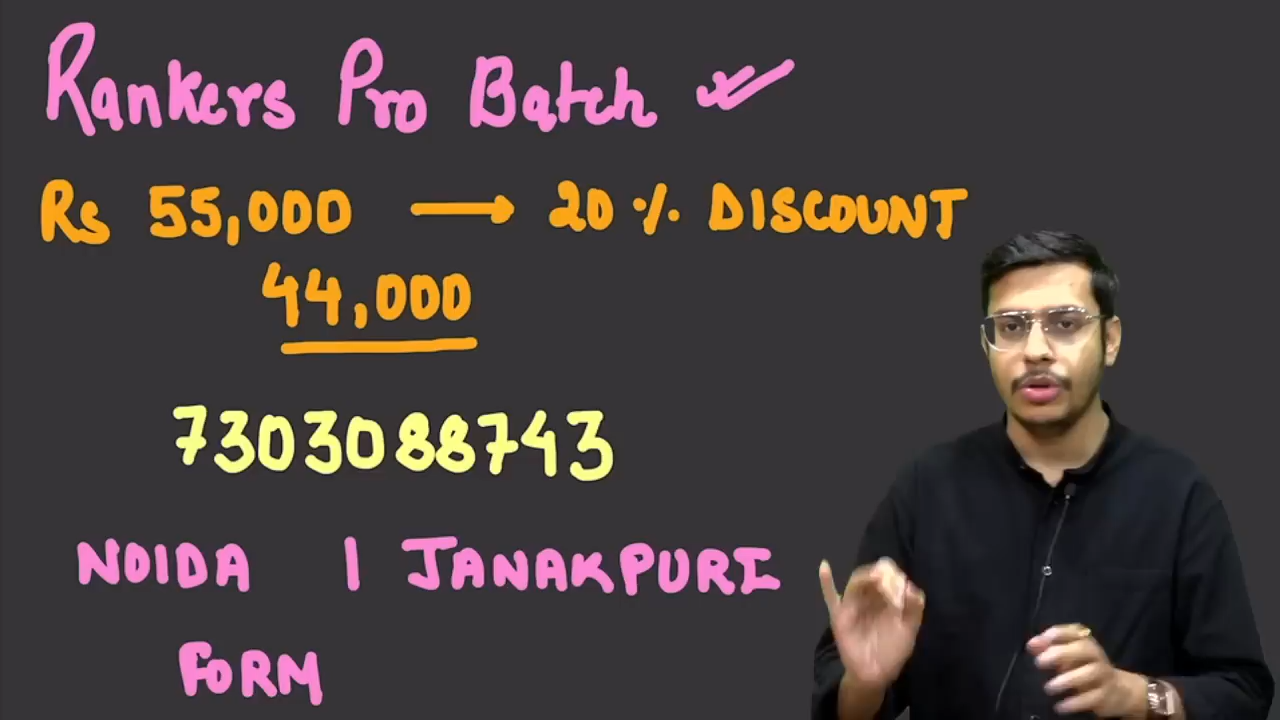 Rankers Pro Batch
Rs 55,000 → 20% DISCOUNT
44,000
7303088743
NOIDA | JANAKPURI
FORM